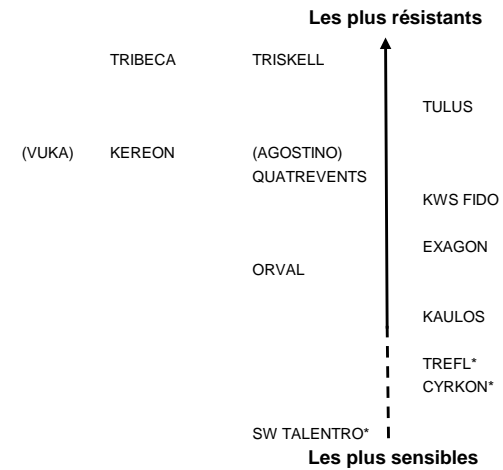 Les plus résistants
TRIBECA TRISKELL
TULUS
(VUKA) KEREON (AGOSTINO)
QUATREVENTS
KWS FIDO
EXAGON
ORVAL
KAULOS
TREFL*
CYRKON*
SW TALENTRO*
Les plus sensibles